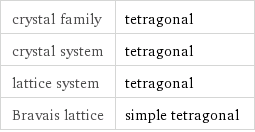 crystal family tetragonal
crystal system tetragonal
lattice system tetragonal
Bravais lattice simple tetragonal